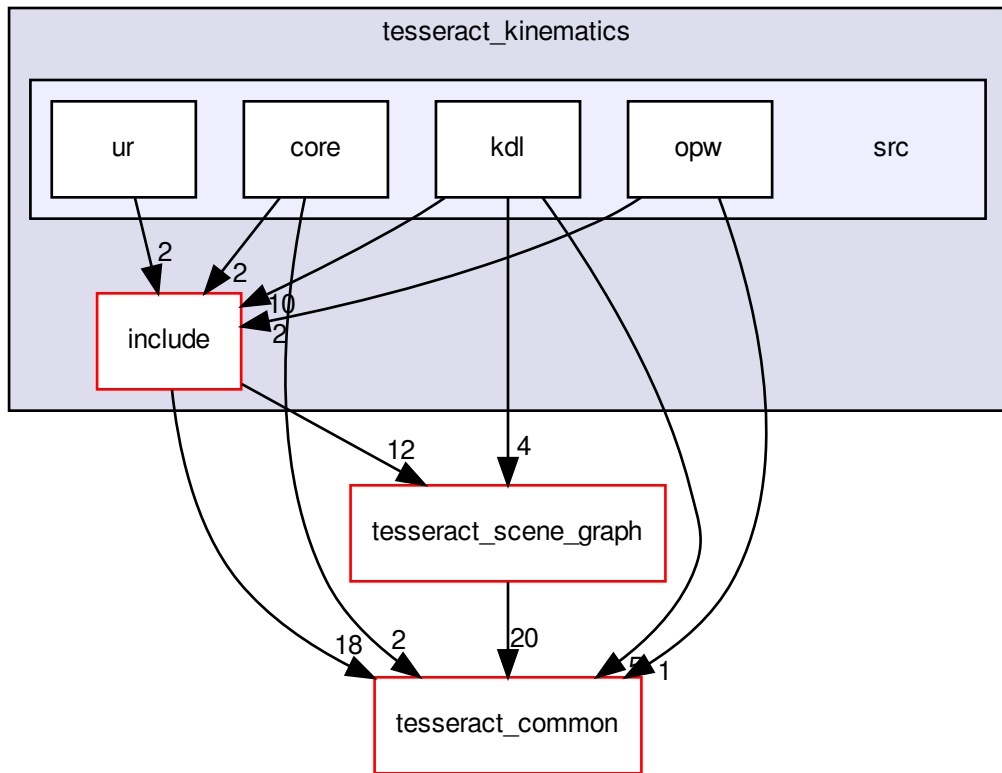 tesseract_kinematics
ur
core
kdl
opw
src
2
2
10
2
include
12
4
tesseract_scene_graph
18
2
20
5
1
tesseract_common